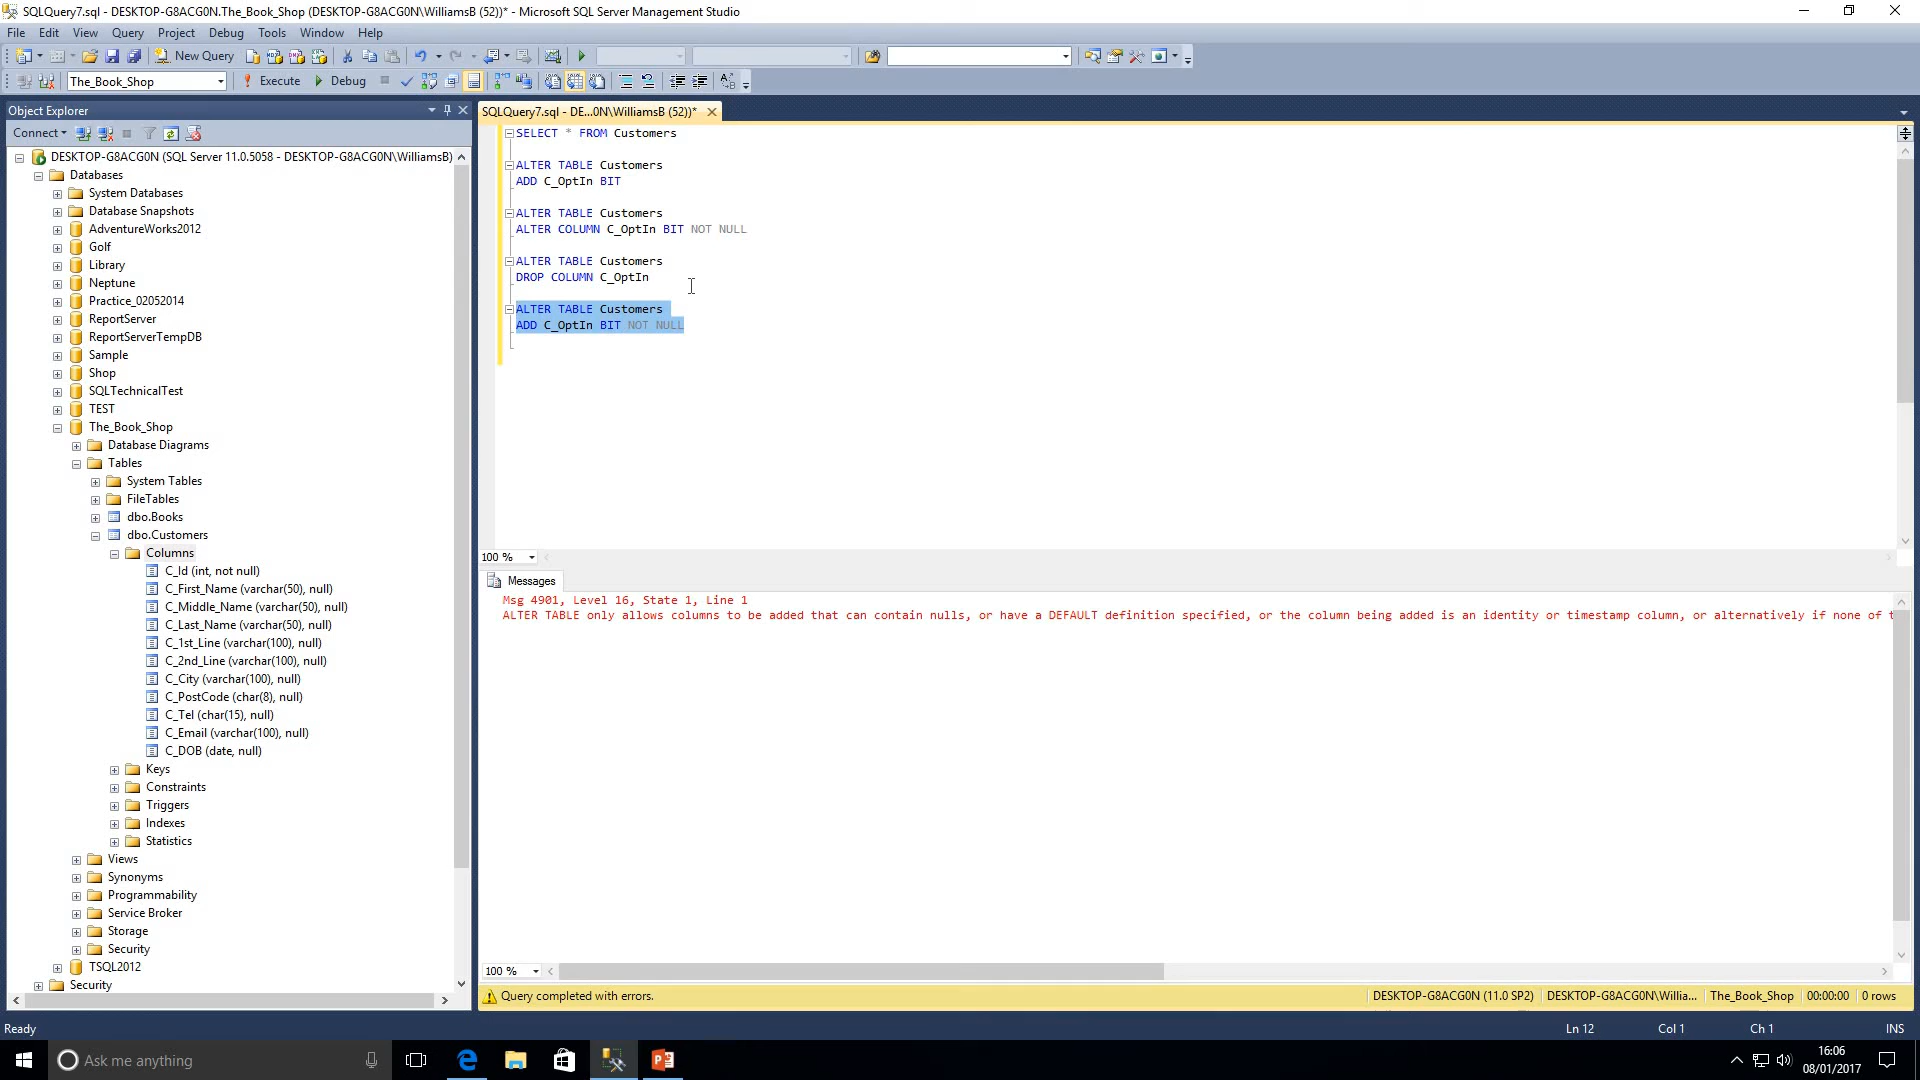 SQLQuery7.sql - DESKTOP-G8ACG0N.The_Book_Shop (DESKTOP-G8ACG0N\WilliamsB (52))* - Microsoft SQL Server Management Studio
File Edit View Query Project Debug Tools Window Help
New Query
The_Book_Shop Execute Debug
Object Explorer
Connect
DESKTOP-G8ACG0N (SQL Server 11.0.5058 - DESKTOP-G8ACG0N\WilliamsB)
Databases
System Databases
Database Snapshots
AdventureWorks2012
Golf
Library
Neptune
Practice_02052014
ReportServer
ReportServerTempDB
Sample
Shop
SQLTechnicalTest
TEST
The_Book_Shop
Database Diagrams
Tables
System Tables
FileTables
dbo.Books
dbo.Customers
Columns
C_Id (int, not null)
C_First_Name (varchar(50), null)
C_Middle_Name (varchar(50), null)
C_Last_Name (varchar(50), null)
C_1st_Line (varchar(100), null)
C_2nd_Line (varchar(100), null)
C_City (varchar(100), null)
C_PostCode (char(8), null)
C_Tel (char(15), null)
C_Email (varchar(100), null)
C_DOB (date, null)
Keys
Constraints
Triggers
Indexes
Statistics
Views
Synonyms
Programmability
Service Broker
Storage
Security
TSQL2012
Security
SQLQuery7.sql - DE...0N\WilliamsB (52))*
SELECT * FROM Customers
ALTER TABLE Customers
ADD C_OptIn BIT
ALTER TABLE Customers
ALTER COLUMN C_OptIn BIT NOT NULL
ALTER TABLE Customers
DROP COLUMN C_OptIn
ALTER TABLE Customers
ADD C_OptIn BIT NOT NULL
100 %
Messages
Msg 4901, Level 16, State 1, Line 1
ALTER TABLE only allows columns to be added that can contain nulls, or have a DEFAULT definition specified, or the column being added is an identity or timestamp column, or alternatively if none of
100 %
Query completed with errors. DESKTOP-G8ACG0N (11.0 SP2) DESKTOP-G8ACG0N\Willia... The_Book_Shop 00:00:00 0 rows
Ready Ln 12 Col 1 Ch 1 INS
Ask me anything
16:06
08/01/2017